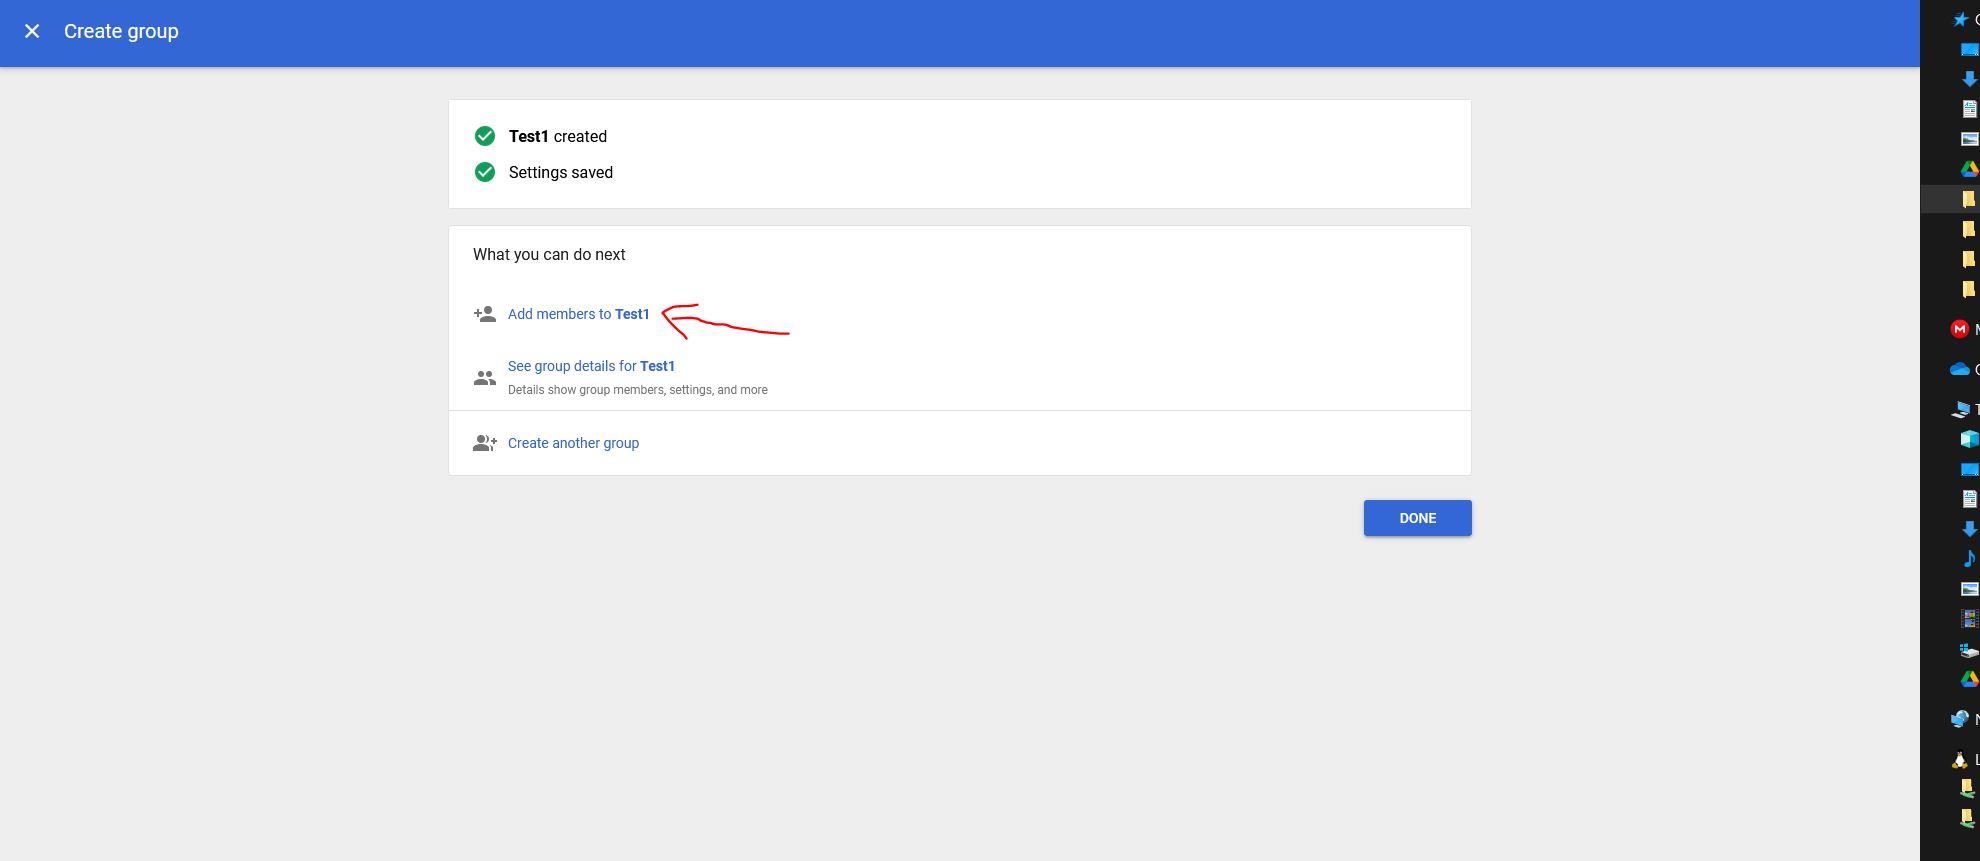 Create group
Test1 created
Settings saved
What you can do next
Add members to Test1
See group details for Test1
Details show group members, settings, and more
Create another group
DONE